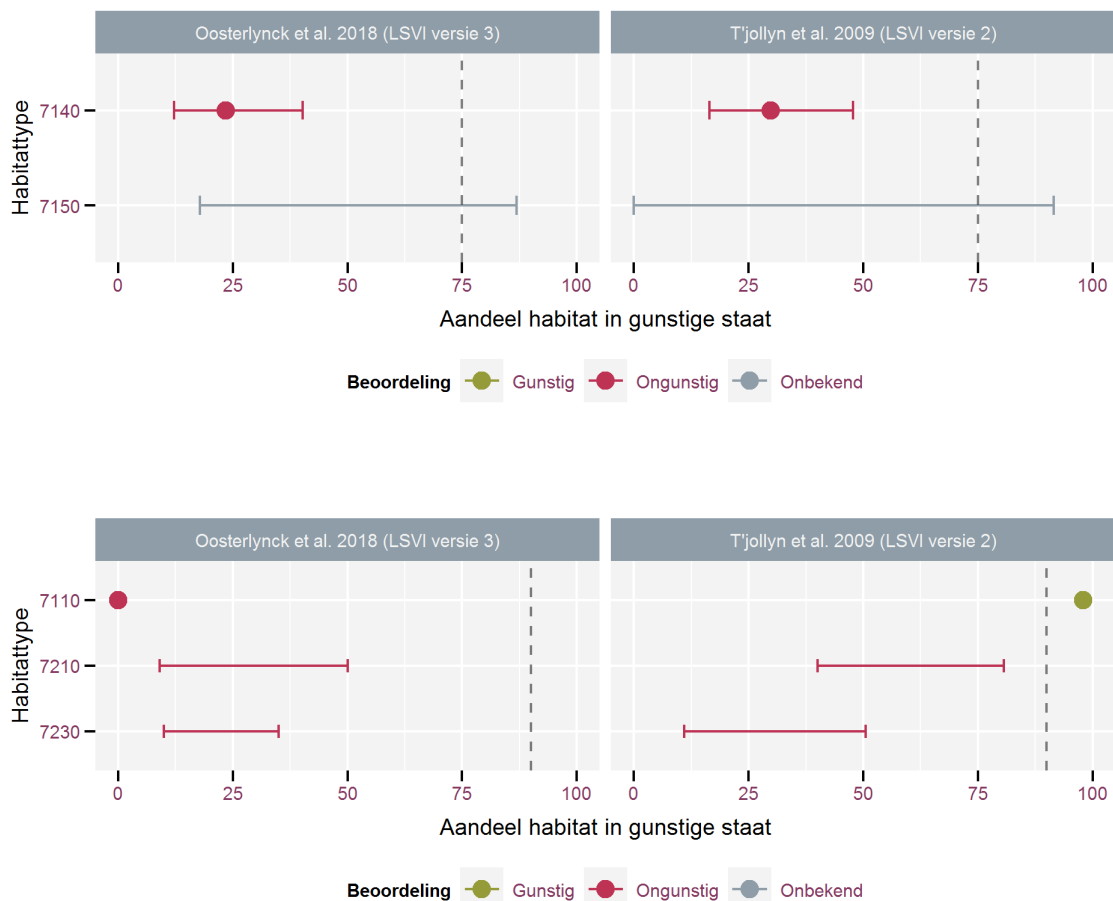 Oosterlynck et al. 2018 (LSVI versie 3) T'jollyn et al. 2009 (LSVI versie 2)
Habitattype
7140
7150
0 25 50 75 100 0 25 50 75 100
Aandeel habitat in gunstige staat
Beoordeling Gunstig Ongunstig Onbekend
Oosterlynck et al. 2018 (LSVI versie 3) T'jollyn et al. 2009 (LSVI versie 2)
Habitattype
7110
7210
7230
0 25 50 75 100 0 25 50 75 100
Aandeel habitat in gunstige staat
Beoordeling Gunstig Ongunstig Onbekend